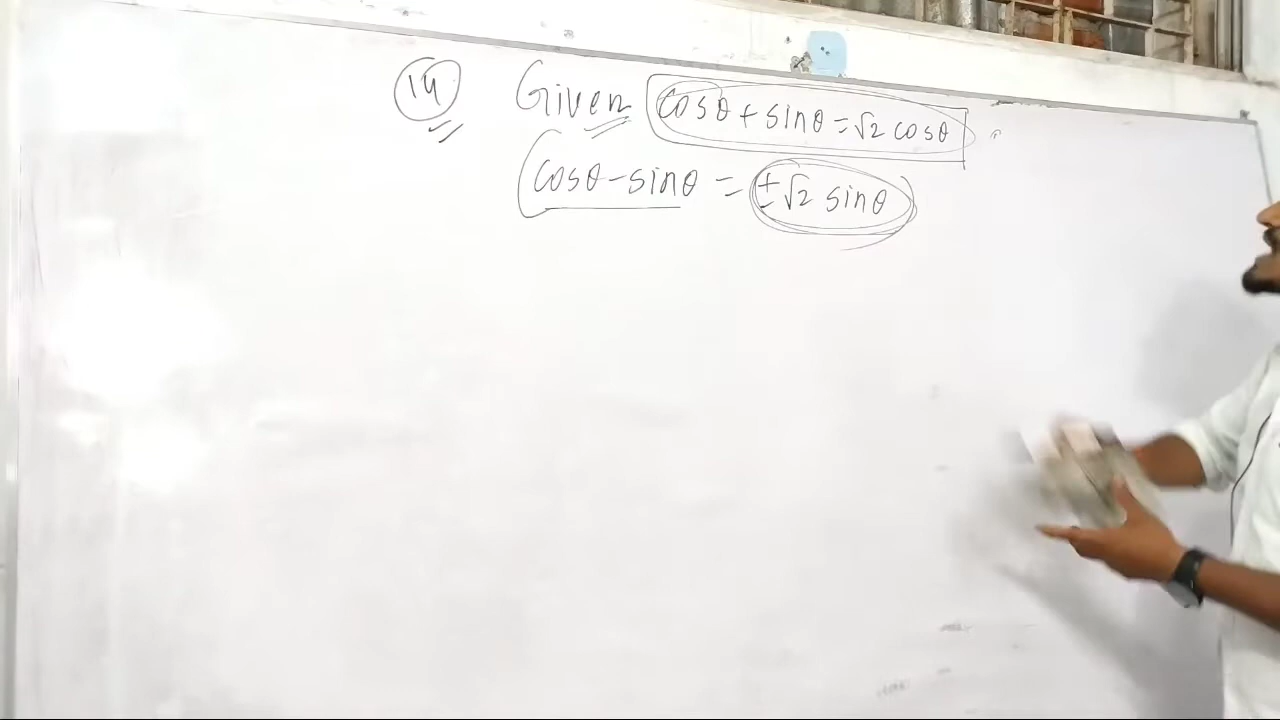 14 Given cosθ + sinθ = √2 cosθ
cosθ - sinθ = ±√2 sinθ